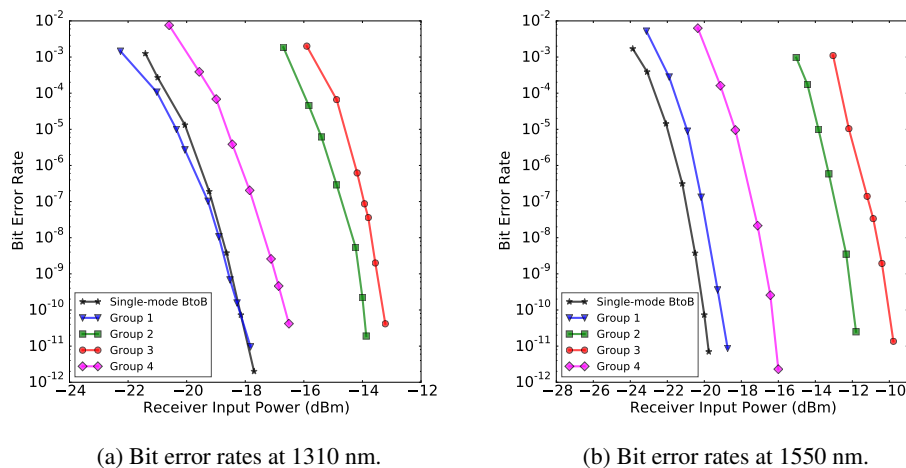 10⁻²
10⁻³
10⁻⁴
10⁻⁵
10⁻⁶
10⁻⁷
10⁻⁸
10⁻⁹
10⁻¹⁰
10⁻¹¹
10⁻¹²
Bit Error Rate
Single-mode BtoB
Group 1
Group 2
Group 3
Group 4
−24 −22 −20 −18 −16 −14 −12
Receiver Input Power (dBm)
(a) Bit error rates at 1310 nm.
10⁻²
10⁻³
10⁻⁴
10⁻⁵
10⁻⁶
10⁻⁷
10⁻⁸
10⁻⁹
10⁻¹⁰
10⁻¹¹
10⁻¹²
Bit Error Rate
Single-mode BtoB
Group 1
Group 2
Group 3
Group 4
−28 −26 −24 −22 −20 −18 −16 −14 −12 −10
Receiver Input Power (dBm)
(b) Bit error rates at 1550 nm.